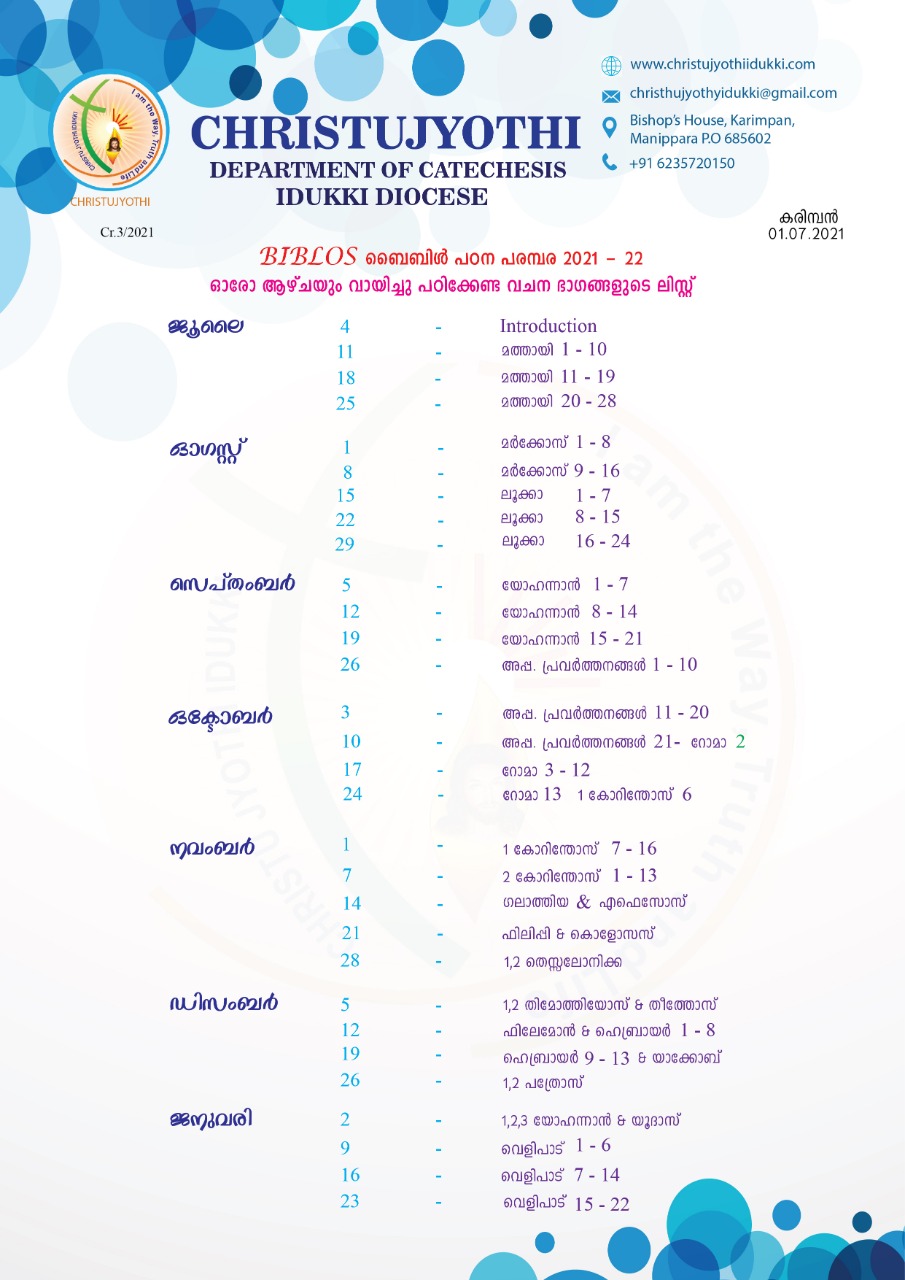 www.christujyothiidukki.com
christhujyothyidukki@gmail.com
Bishop's House, Karimpan,
Manippara P.O 685602
+91 6235720150
I am the Way, Truth and Life
CHRISTU JYOTHI IDUKKI
CHRISTUJYOTHI
CHRISTUJYOTHI
DEPARTMENT OF CATECHESIS
IDUKKI DIOCESE
Cr.3/2021
കരിമ്പൻ
01.07.2021
BIBLOS ബൈബിൾ പഠന പരമ്പര 2021 - 22
ഓരോ ആഴ്ചയും വായിച്ചു പഠിക്കേണ്ട വചന ഭാഗങ്ങളുടെ ലിസ്റ്റ്
ജൂലൈ 4 - Introduction
11 - മത്തായി 1 - 10
18 - മത്തായി 11 - 19
25 - മത്തായി 20 - 28
ഓഗസ്റ്റ് 1 - മർക്കോസ് 1 - 8
8 - മർക്കോസ് 9 - 16
15 - ലൂക്കാ 1 - 7
22 - ലൂക്കാ 8 - 15
29 - ലൂക്കാ 16 - 24
സെപ്തംബർ 5 - യോഹന്നാൻ 1 - 7
12 - യോഹന്നാൻ 8 - 14
19 - യോഹന്നാൻ 15 - 21
26 - അപ്പ. പ്രവർത്തനങ്ങൾ 1 - 10
ഒക്ടോബർ 3 - അപ്പ. പ്രവർത്തനങ്ങൾ 11 - 20
10 - അപ്പ. പ്രവർത്തനങ്ങൾ 21- റോമാ 2
17 - റോമാ 3 - 12
24 - റോമാ 13 1 കോറിന്തോസ് 6
നവംബർ 1 - 1 കോറിന്തോസ് 7 - 16
7 - 2 കോറിന്തോസ് 1 - 13
14 - ഗലാത്തിയ & എഫെസോസ്
21 - ഫിലിപ്പി & കൊളോസസ്
28 - 1,2 തെസ്സലോനിക്ക
ഡിസംബർ 5 - 1,2 തിമോത്തിയോസ് & തീത്തോസ്
12 - ഫിലേമോൻ & ഹെബ്രായർ 1 - 8
19 - ഹെബ്രായർ 9 - 13 & യാക്കോബ്
26 - 1,2 പത്രോസ്
ജനുവരി 2 - 1,2,3 യോഹന്നാൻ & യൂദാസ്
9 - വെളിപാട് 1 - 6
16 - വെളിപാട് 7 - 14
23 - വെളിപാട് 15 - 22